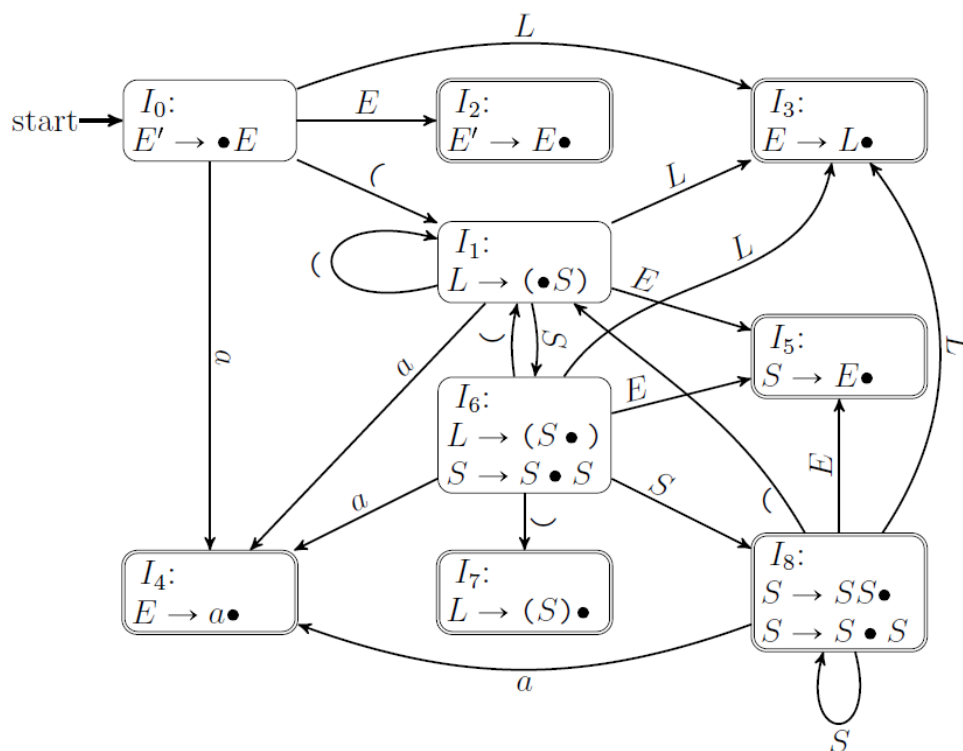 L
start
I₀:
E' → •E
E
I₂:
E' → E•
I₃:
E → L•
(
L
(
I₁:
L → (•S)
L
E
a
a
(
S
I₅:
S → E•
L
I₆:
L → (S•)
S → S • S
E
a
S
E
(
)
I₄:
E → a•
I₇:
L → (S)•
I₈:
S → SS•
S → S • S
a
S